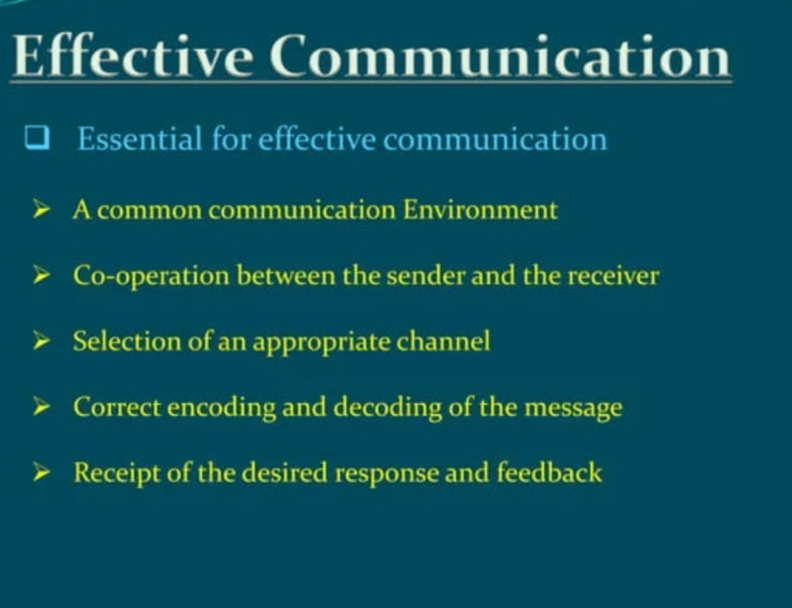 Effective Communication
Essential for effective communication
A common communication Environment
Co-operation between the sender and the receiver
Selection of an appropriate channel
Correct encoding and decoding of the message
Receipt of the desired response and feedback